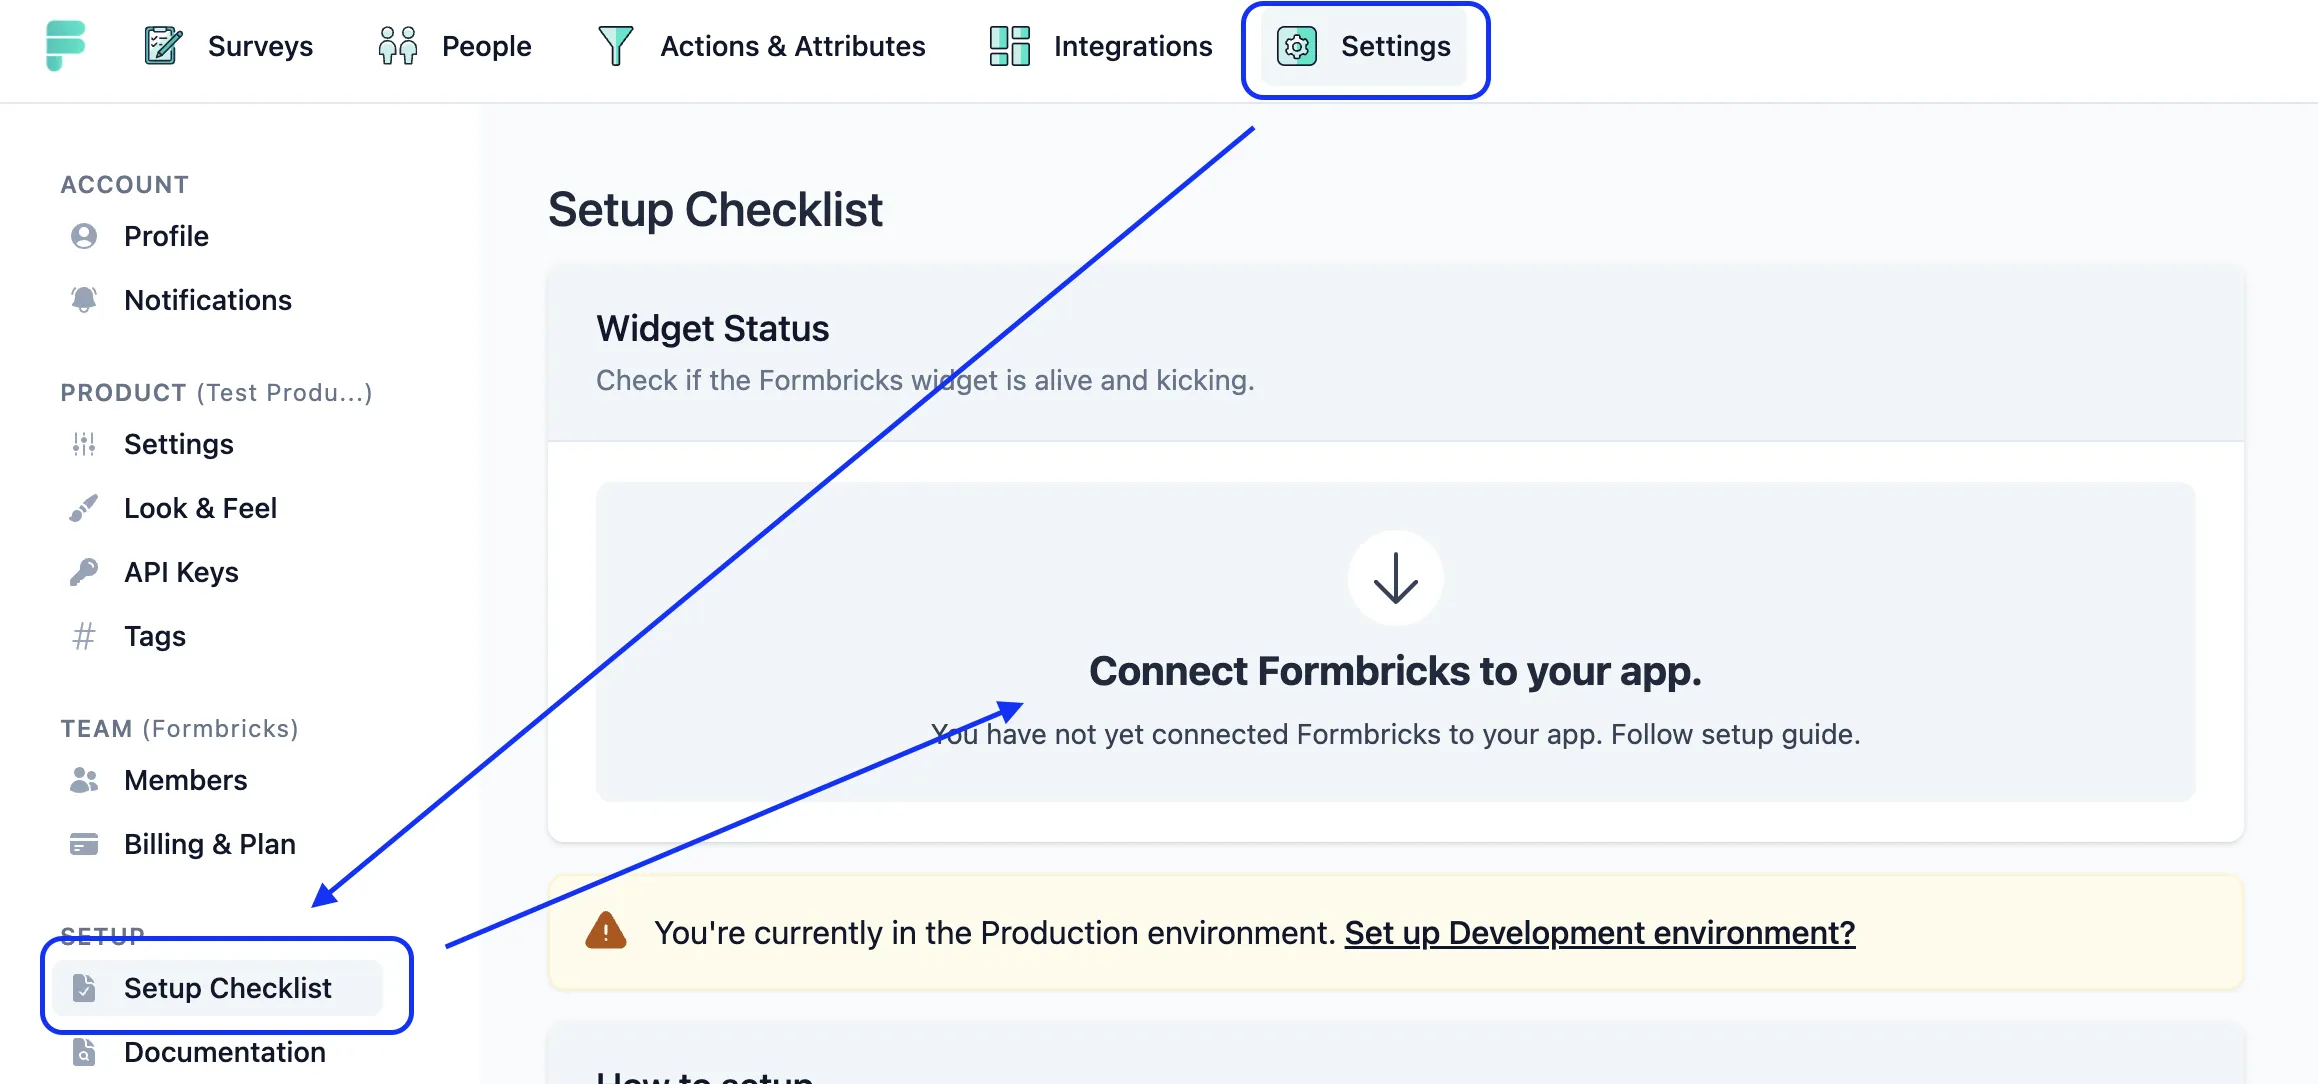 Surveys
People
Actions & Attributes
Integrations
Settings
ACCOUNT
Profile
Notifications
PRODUCT (Test Produ...)
Settings
Look & Feel
API Keys
Tags
TEAM (Formbricks)
Members
Billing & Plan
SETUP
Setup Checklist
Documentation
Setup Checklist
Widget Status
Check if the Formbricks widget is alive and kicking.
Connect Formbricks to your app.
You have not yet connected Formbricks to your app. Follow setup guide.
You're currently in the Production environment. Set up Development environment?
How to setup